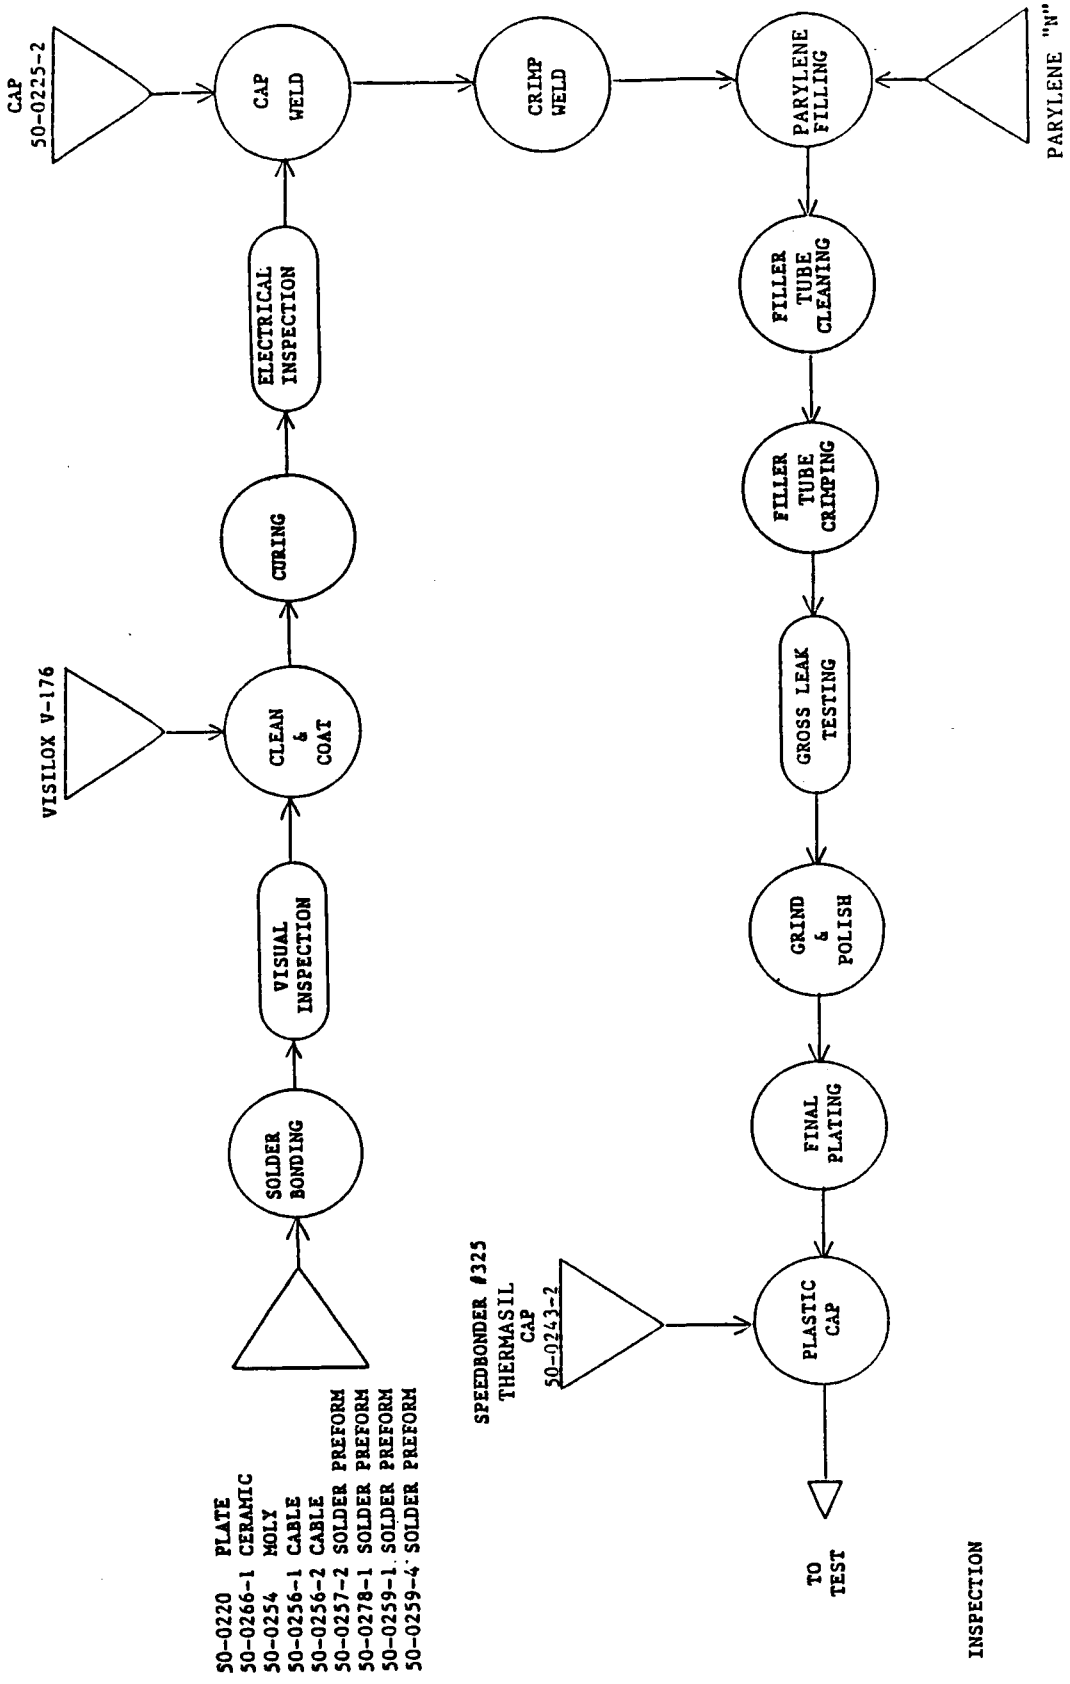 50-0220 PLATE
50-0266-1 CERAMIC
50-0254 MOLY
50-0256-1 CABLE
50-0256-2 CABLE
50-0257-2 SOLDER PREFORM
50-0278-1 SOLDER PREFORM
50-0259-1 SOLDER PREFORM
50-0259-4 SOLDER PREFORM
SOLDER
BONDING
VISUAL
INSPECTION
VISILOX V-176
CLEAN
&
COAT
CURING
ELECTRICAL
INSPECTION
CAP
50-0225-2
CAP
WELD
CRIMP
WELD
PARYLENE
FILLING
PARYLENE "N"
FILLER
TUBE
CLEANING
FILLER
TUBE
CRIMPING
GROSS LEAK
TESTING
GRIND
&
POLISH
FINAL
PLATING
SPEEDBONDER #325
THERMASIL
CAP
50-0243-2
PLASTIC
CAP
TO
TEST
INSPECTION